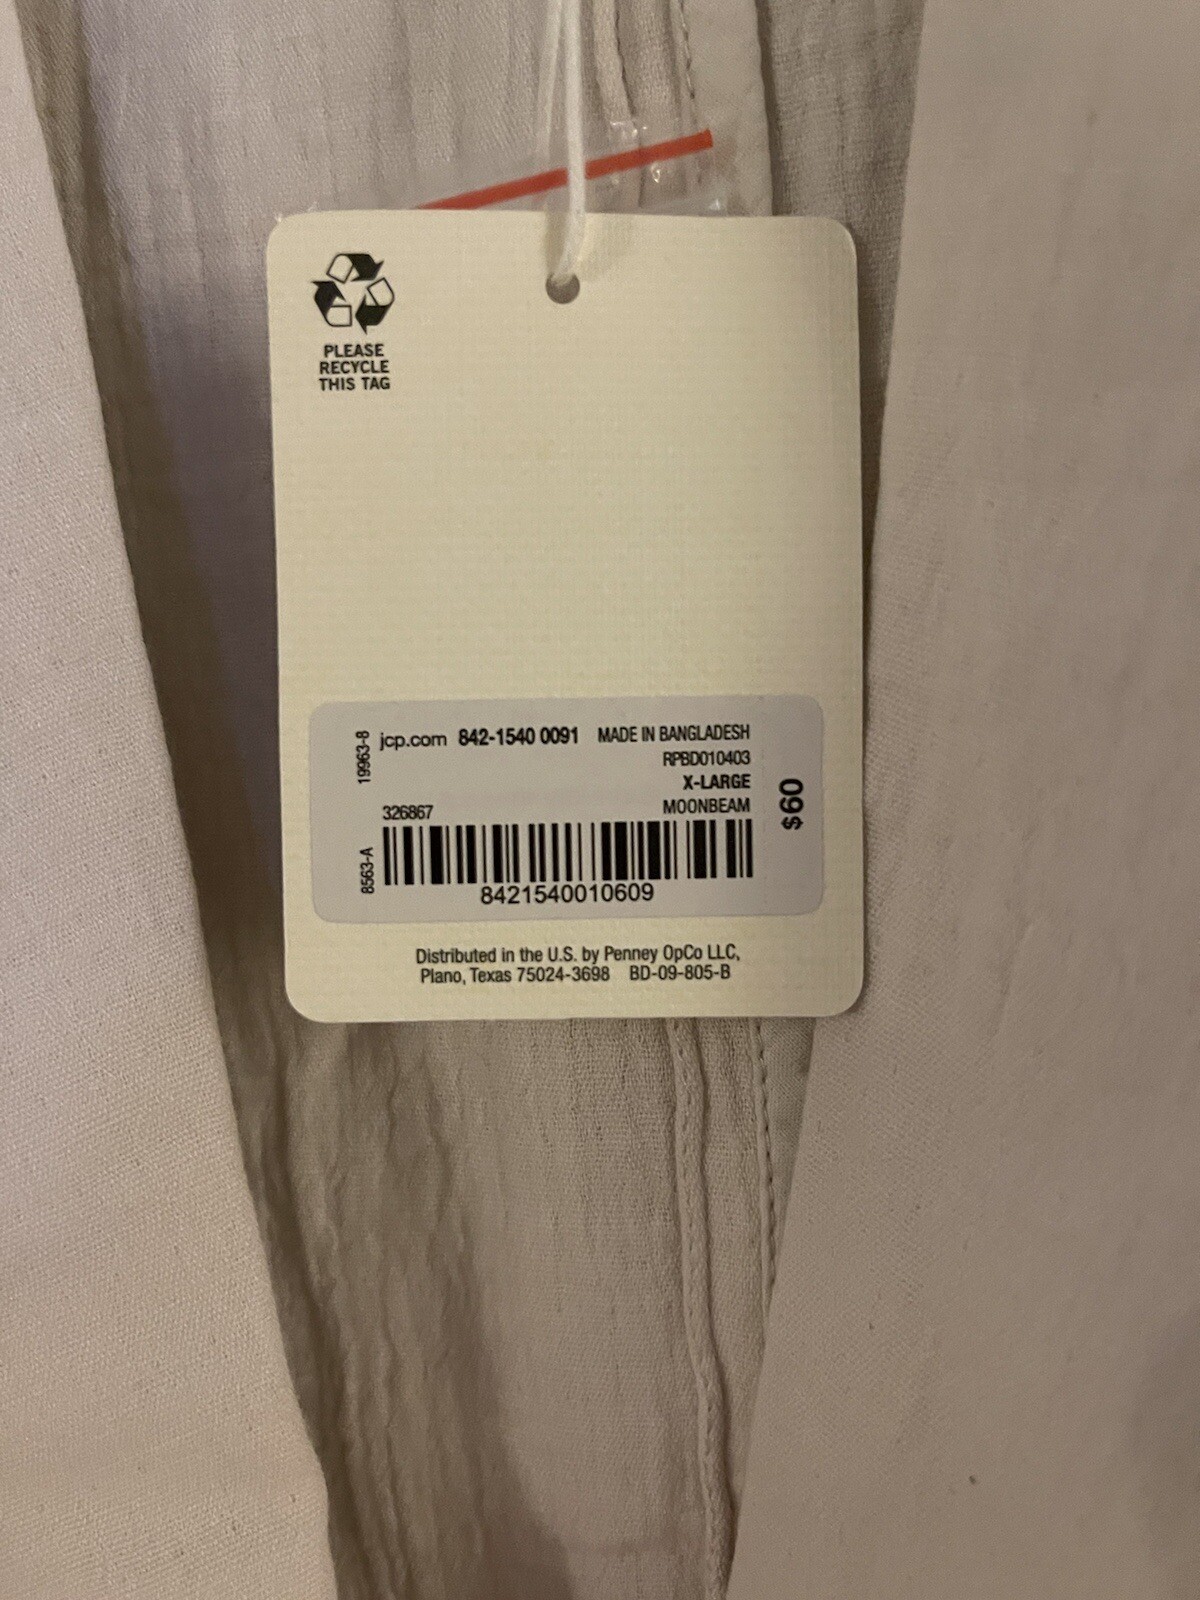 PLEASE
RECYCLE
THIS TAG
19963-8
jcp.com 842-1540 0091 MADE IN BANGLADESH
RPBD010403
X-LARGE
326867 MOONBEAM
$60
8563-A
8421540010609
Distributed in the U.S. by Penney OpCo LLC,
Plano, Texas 75024-3698 BD-09-805-B